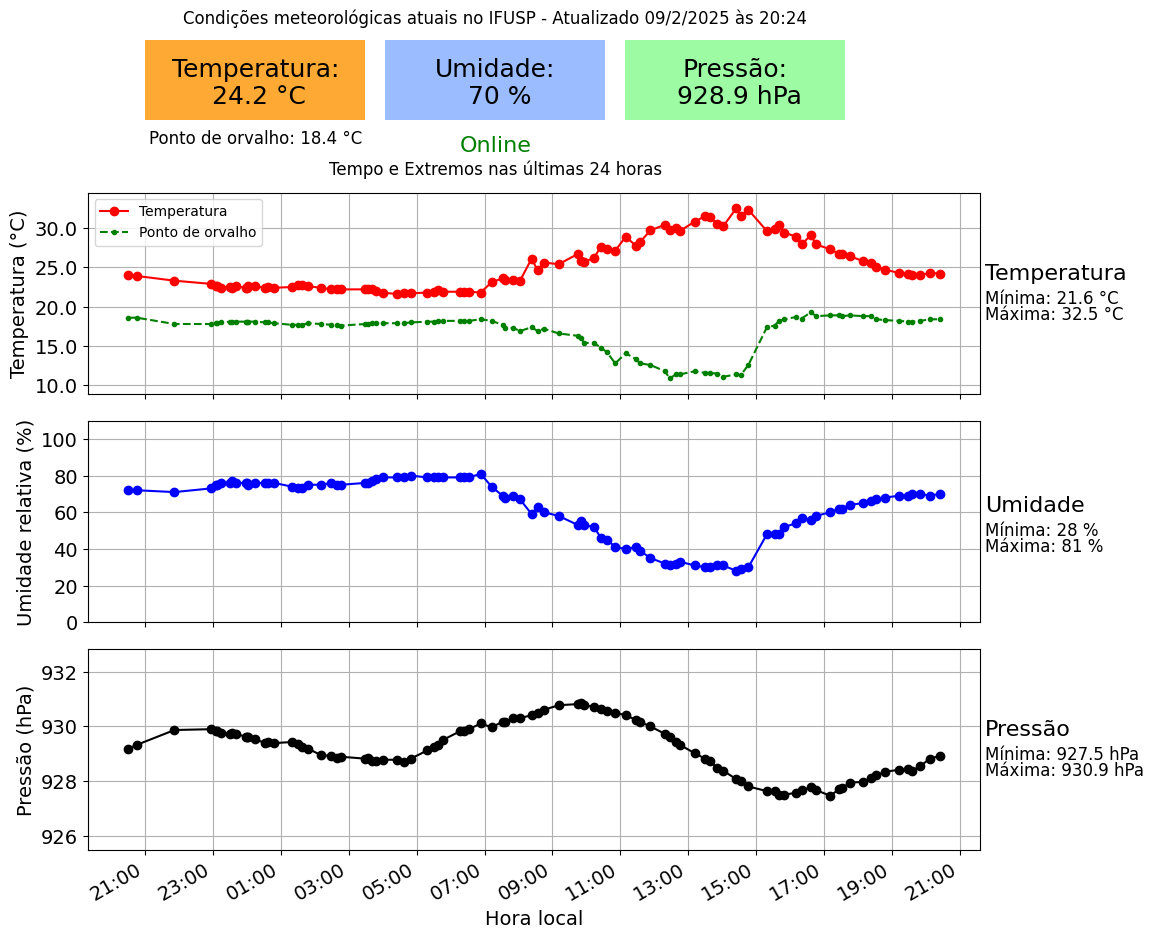 Condições meteorológicas atuais no IFUSP - Atualizado 09/2/2025 às 20:24
Temperatura:
24.2 °C
Umidade:
70 %
Pressão:
928.9 hPa
Ponto de orvalho: 18.4 °C
Online
Tempo e Extremos nas últimas 24 horas
Temperatura (°C)
30.0
25.0
20.0
15.0
10.0
Temperatura
Ponto de orvalho
Temperatura
Mínima: 21.6 °C
Máxima: 32.5 °C
Umidade relativa (%)
100
80
60
40
20
0
Umidade
Mínima: 28 %
Máxima: 81 %
Pressão (hPa)
932
930
928
926
Pressão
Mínima: 927.5 hPa
Máxima: 930.9 hPa
21:00 23:00 01:00 03:00 05:00 07:00 09:00 11:00 13:00 15:00 17:00 19:00 21:00
Hora local